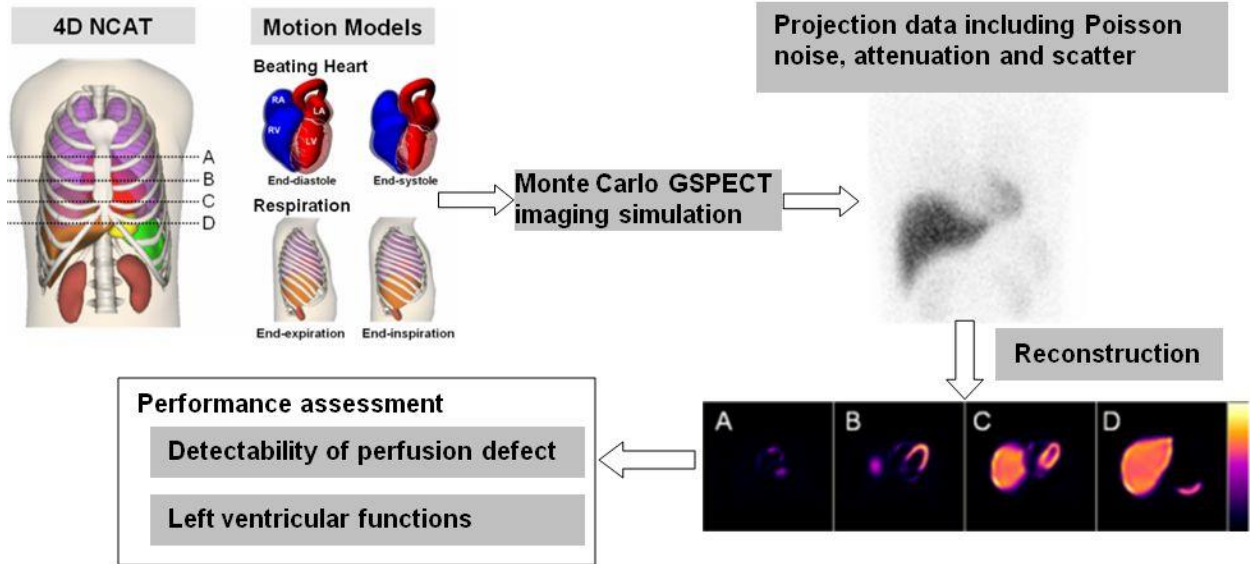 4D NCAT
A
B
C
D
Motion Models
Beating Heart
RA
LA
RV
LV
End-diastole
End-systole
Respiration
End-expiration
End-inspiration
Monte Carlo GSPECT
imaging simulation
Projection data including Poisson
noise, attenuation and scatter
Reconstruction
A
B
C
D
Performance assessment
Detectability of perfusion defect
Left ventricular functions